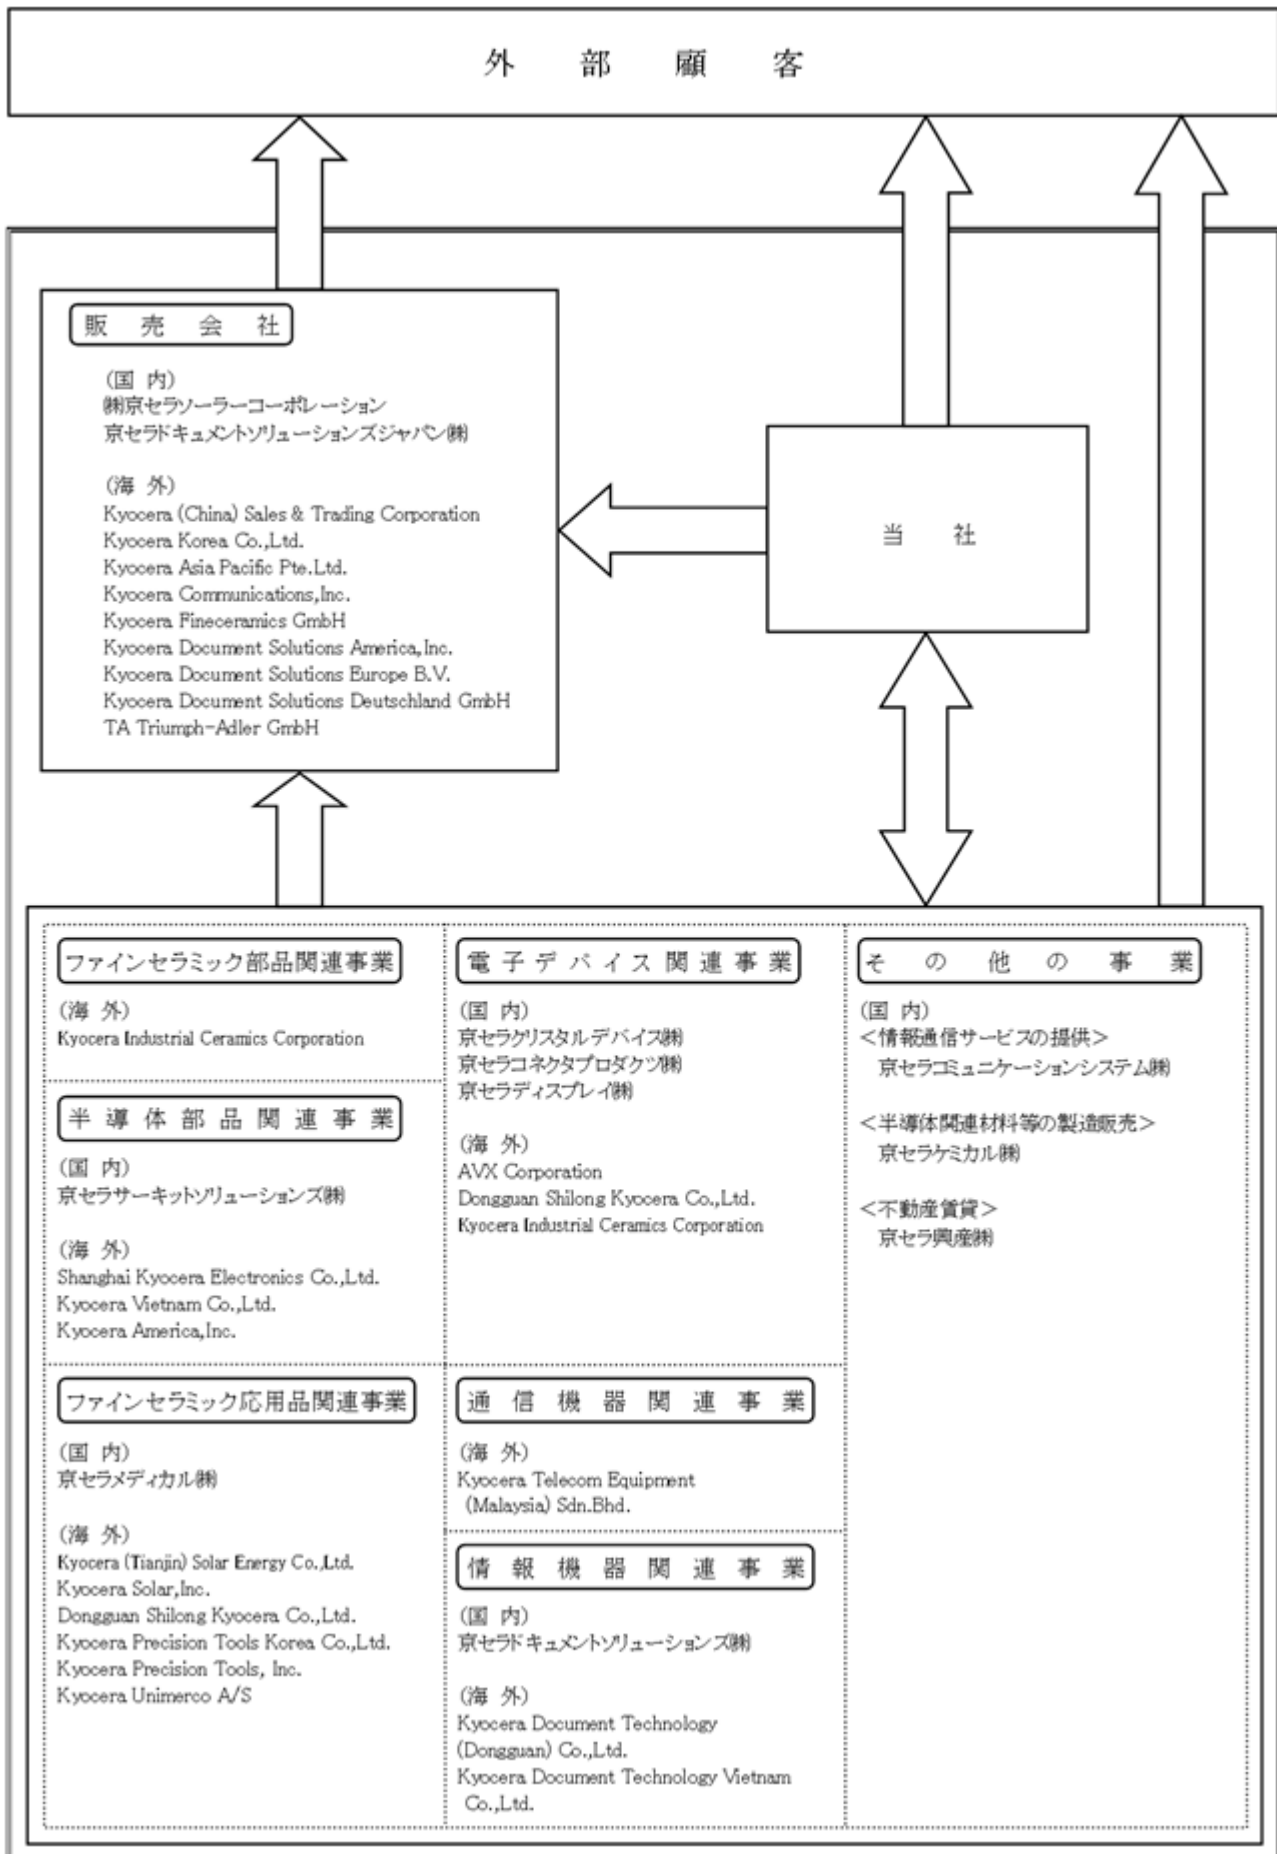 外部顧客
販売会社
(国内)
㈱京セラソーラーコーポレーション
京セラドキュメントソリューションズジャパン㈱
(海外)
Kyocera (China) Sales & Trading Corporation
Kyocera Korea Co.,Ltd.
Kyocera Asia Pacific Pte.Ltd.
Kyocera Communications,Inc.
Kyocera Fineceramics GmbH
Kyocera Document Solutions America,Inc.
Kyocera Document Solutions Europe B.V.
Kyocera Document Solutions Deutschland GmbH
TA Triumph-Adler GmbH
当社
ファインセラミック部品関連事業
(海外)
Kyocera Industrial Ceramics Corporation
半導体部品関連事業
(国内)
京セラサーキットソリューションズ㈱
(海外)
Shanghai Kyocera Electronics Co.,Ltd.
Kyocera Vietnam Co.,Ltd.
Kyocera America,Inc.
ファインセラミック応用品関連事業
(国内)
京セラメディカル㈱
(海外)
Kyocera (Tianjin) Solar Energy Co.,Ltd.
Kyocera Solar,Inc.
Dongguan Shilong Kyocera Co.,Ltd.
Kyocera Precision Tools Korea Co.,Ltd.
Kyocera Precision Tools, Inc.
Kyocera Unimerco A/S
電子デバイス関連事業
(国内)
京セラクリスタルデバイス㈱
京セラコネクタプロダクツ㈱
京セラディスプレイ㈱
(海外)
AVX Corporation
Dongguan Shilong Kyocera Co.,Ltd.
Kyocera Industrial Ceramics Corporation
通信機器関連事業
(海外)
Kyocera Telecom Equipment
(Malaysia) Sdn.Bhd.
情報機器関連事業
(国内)
京セラドキュメントソリューションズ㈱
(海外)
Kyocera Document Technology
(Dongguan) Co.,Ltd.
Kyocera Document Technology Vietnam
Co.,Ltd.
その他の事業
(国内)
<情報通信サービスの提供>
京セラコミュニケーションシステム㈱
<半導体関連材料等の製造販売>
京セラケミカル㈱
<不動産賃貸>
京セラ興産㈱